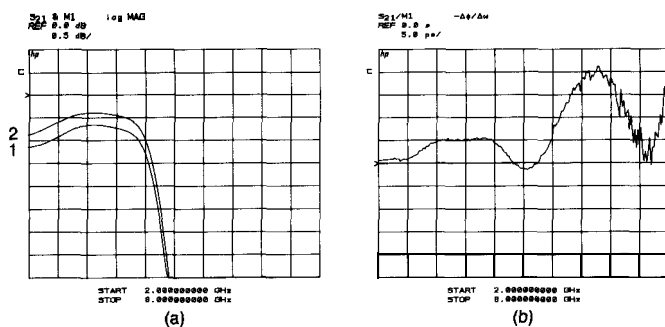 S21 & M1 log MAG
REF 0.0 dB
0.5 dB/
hp
C
2
1
START 2.000000000 GHz
STOP 8.000000000 GHz
(a)
S21/M1 -Δϕ/Δω
REF 0.0 s
5.0 ps/
hp
C
START 2.000000000 GHz
STOP 8.000000000 GHz
(b)